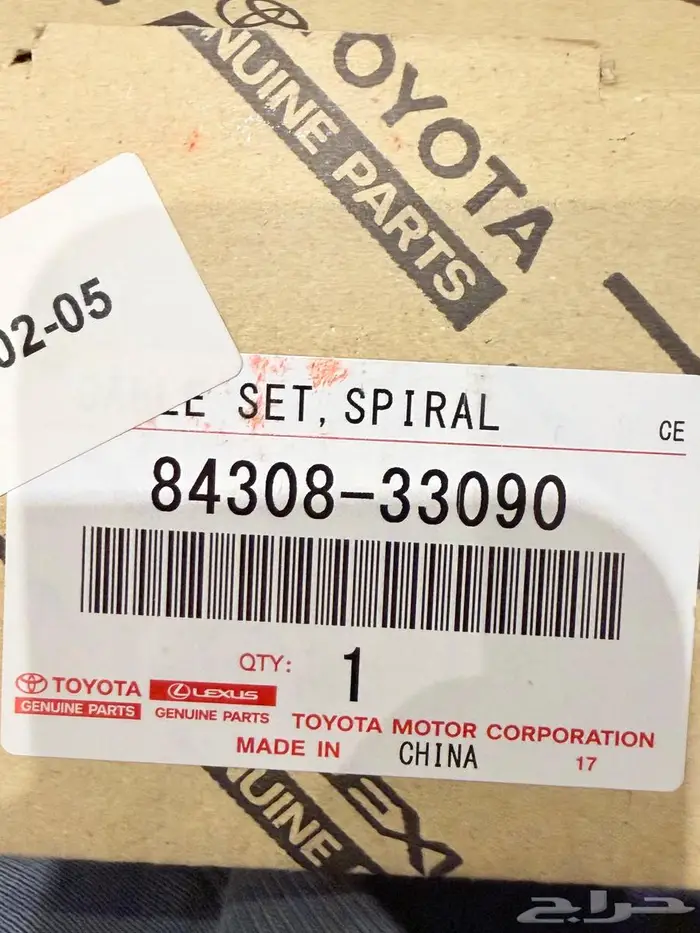 TOYOTA
GENUINE PARTS
02-05
SET, SPIRAL
CE
84308-33090
QTY: 1
TOYOTA
GENUINE PARTS
LEXUS
GENUINE PARTS
TOYOTA MOTOR CORPORATION
MADE IN CHINA
17
حراج